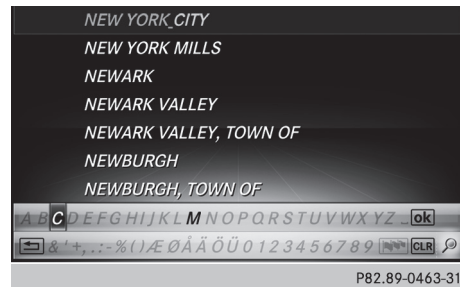 NEW YORK_CITY
NEW YORK MILLS
NEWARK
NEWARK VALLEY
NEWARK VALLEY, TOWN OF
NEWBURGH
NEWBURGH, TOWN OF
A B C D E F G H I J K L M N O P Q R S T U V W X Y Z _ ok
& ' + , . : - % ( ) Æ Ø Å Ä Ö Ü 0 1 2 3 4 5 6 7 8 9 CLR
P82.89-0463-31